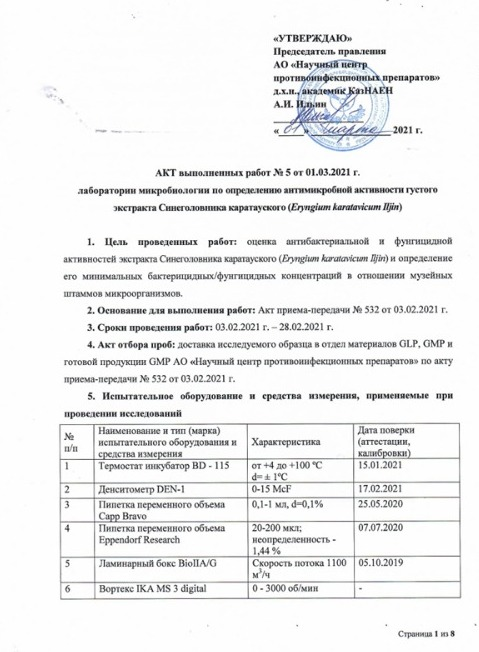 «УТВЕРЖДАЮ»
Председатель правления
АО «Научный центр
противоинфекционных препаратов»
д.х.н., академик КазНАЕН
А.И. Ильин
«01» марта 2021 г.
АКТ выполненных работ № 5 от 01.03.2021 г.
лаборатории микробиологии по определению антимикробной активности густого
экстракта Синеголовника каратауского (Eryngium karatavicum Iljin)
1. Цель проведенных работ: оценка антибактериальной и фунгицидной
активностей экстракта Синеголовника каратауского (Eryngium karatavicum Iljin) и определение
его минимальных бактерицидных/фунгицидных концентраций в отношении музейных
штаммов микроорганизмов.
2. Основание для выполнения работ: Акт приема-передачи № 532 от 03.02.2021 г.
3. Сроки проведения работ: 03.02.2021 г. – 28.02.2021 г.
4. Акт отбора проб: доставка исследуемого образца в отдел материалов GLP, GMP и
готовой продукции GMP АО «Научный центр противоинфекционных препаратов» по акту
приема-передачи № 532 от 03.02.2021 г.
5. Испытательное оборудование и средства измерения, применяемые при
проведении исследований
№ п/п Наименование и тип (марка) испытательного оборудования и средства измерения Характеристика Дата поверки (аттестации, калибровки)
1 Термостат инкубатор BD - 115 от +4 до +100 ºС d= ± 1ºС 15.01.2021
2 Денситометр DEN-1 0-15 McF 17.02.2021
3 Пипетка переменного объема Capp Bravo 0,1-1 мл, d=0,1% 25.05.2020
4 Пипетка переменного объема Eppendorf Research 20-200 мкл; неопределенность - 1,44 % 07.07.2020
5 Ламинарный бокс BioIIA/G Скорость потока 1100 м³/ч 05.10.2019
6 Вортекс IKA MS 3 digital 0 - 3000 об/мин -
Страница 1 из 8